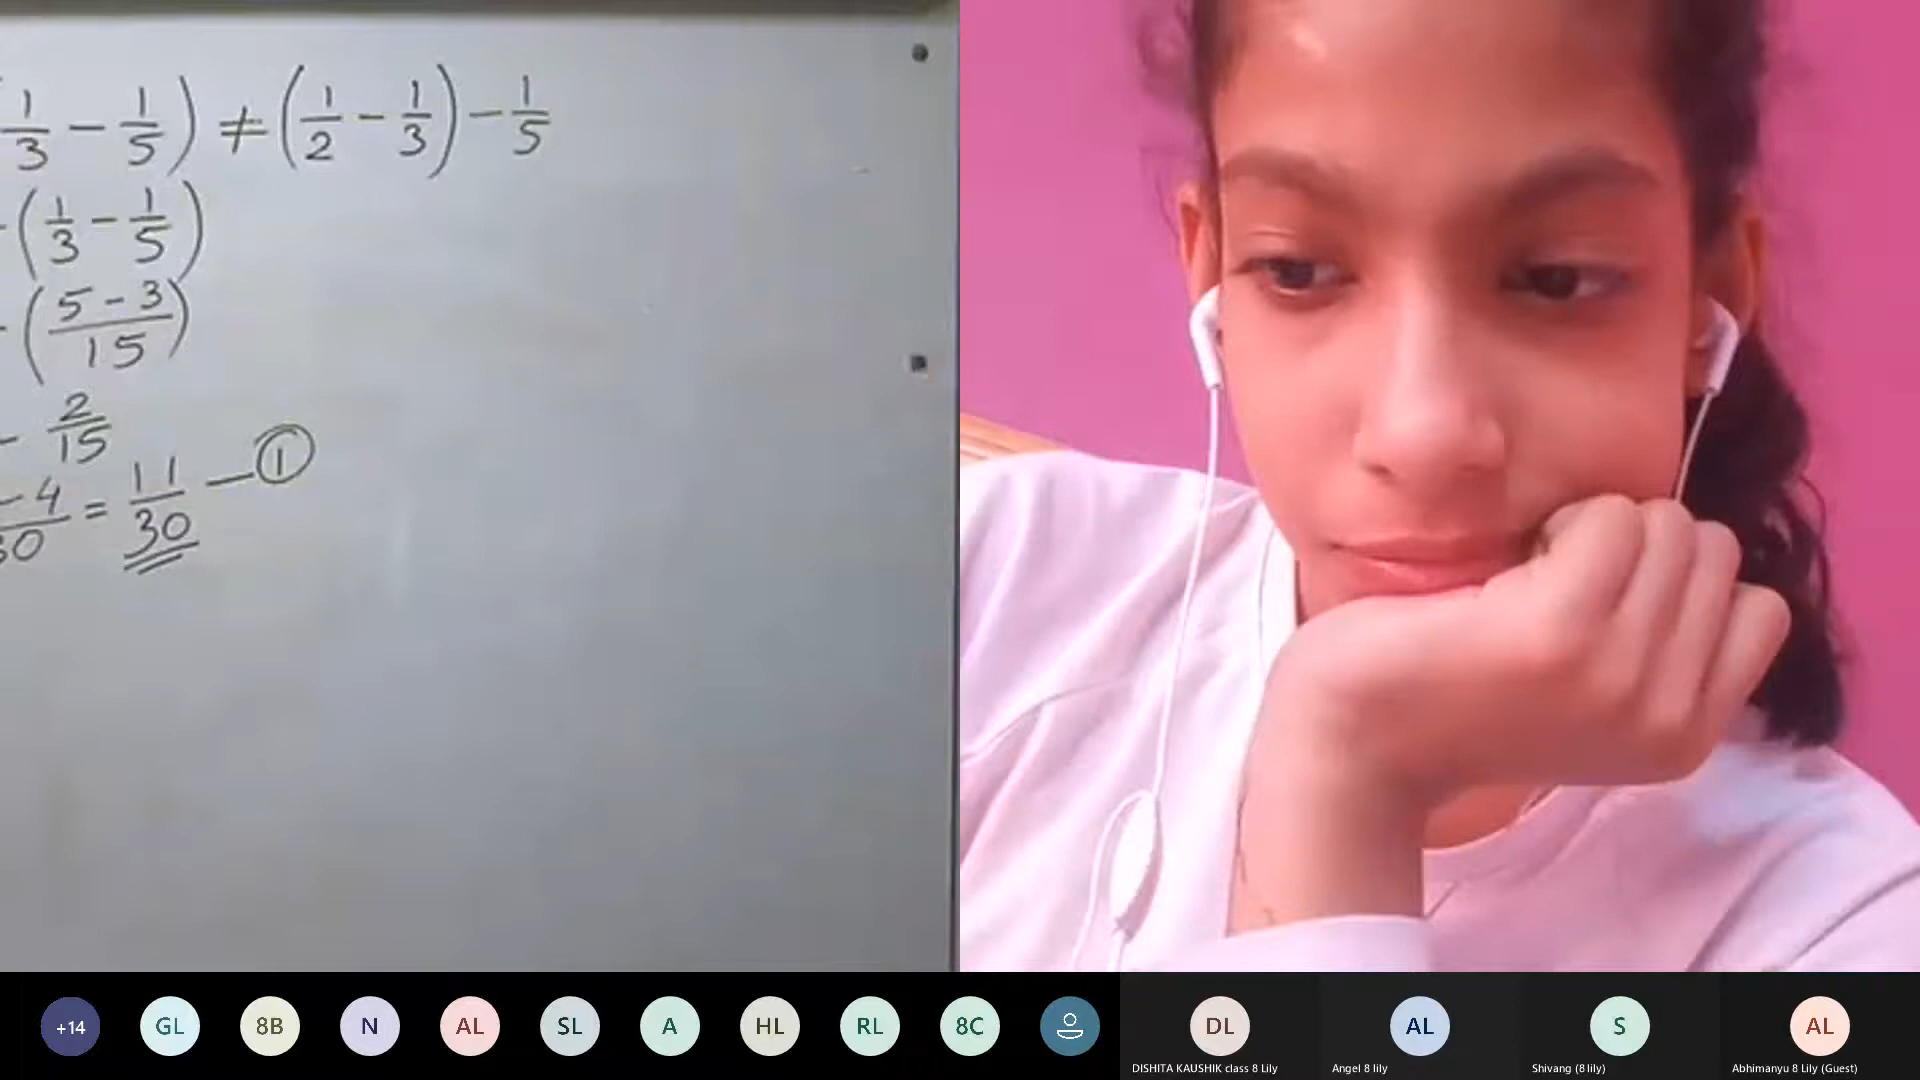 1/3 - 1/5) ≠ (1/2 - 1/3) - 1/5
-(1/3 - 1/5)
-(5-3/15)
- 2/15
-4/30 = 11/30 - ①
+14 GL 8B N AL SL A HL RL 8C DL AL S AL
DISHITA KAUSHIK class 8 Lily Angel 8 lily Shivang (8 lily) Abhimanyu 8 Lily (Guest)